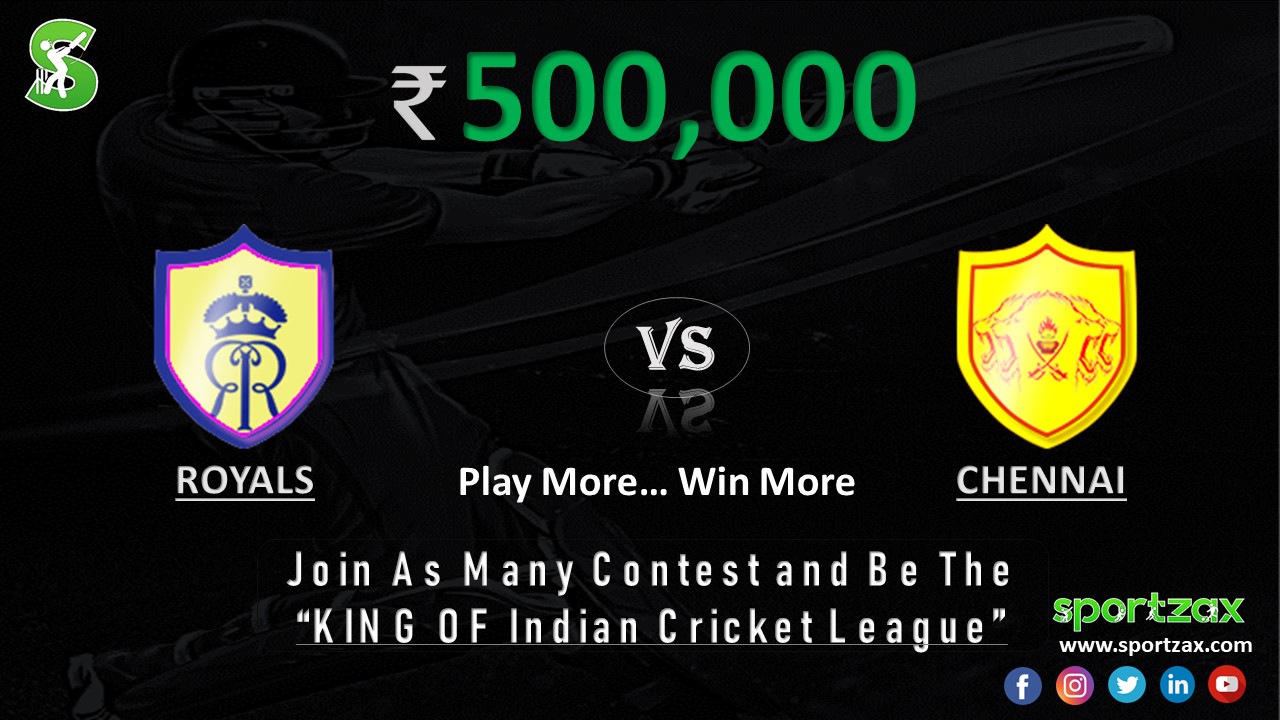 ₹500,000
VS
ROYALS
Play More... Win More
CHENNAI
Join As Many Contest and Be The
“KING OF Indian Cricket League”
sportzax
www.sportzax.com